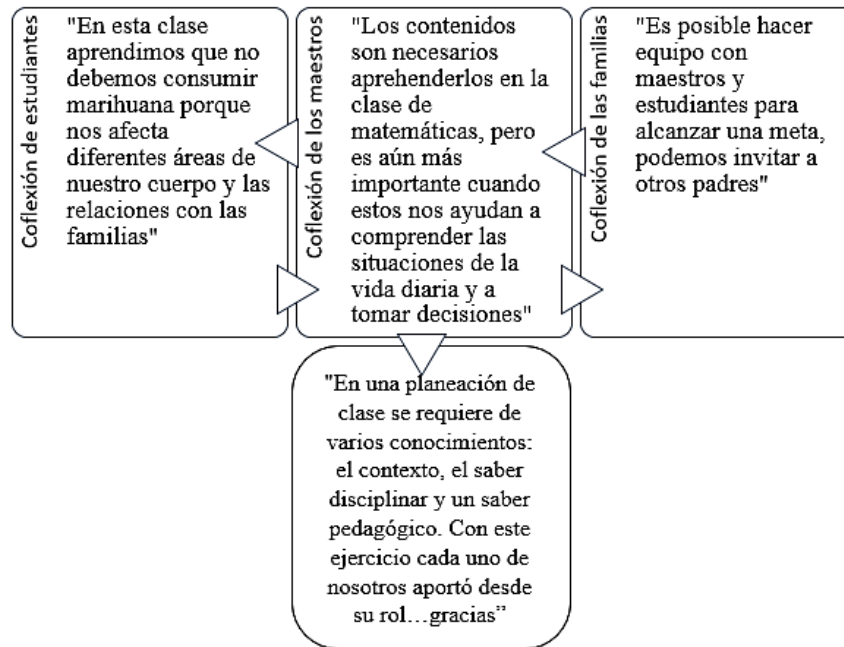 Coflexión de estudiantes
"En esta clase
aprendimos que no
debemos consumir
marihuana porque
nos afecta
diferentes áreas de
nuestro cuerpo y las
relaciones con las
familias"
Coflexión de los maestros
"Los contenidos
son necesarios
aprehenderlos en la
clase de
matemáticas, pero
es aún más
importante cuando
estos nos ayudan a
comprender las
situaciones de la
vida diaria y a
tomar decisiones"
Coflexión de las familias
"Es posible hacer
equipo con
maestros y
estudiantes para
alcanzar una meta,
podemos invitar a
otros padres"
"En una planeación de
clase se requiere de
varios conocimientos:
el contexto, el saber
disciplinar y un saber
pedagógico. Con este
ejercicio cada uno de
nosotros aportó desde
su rol…gracias”